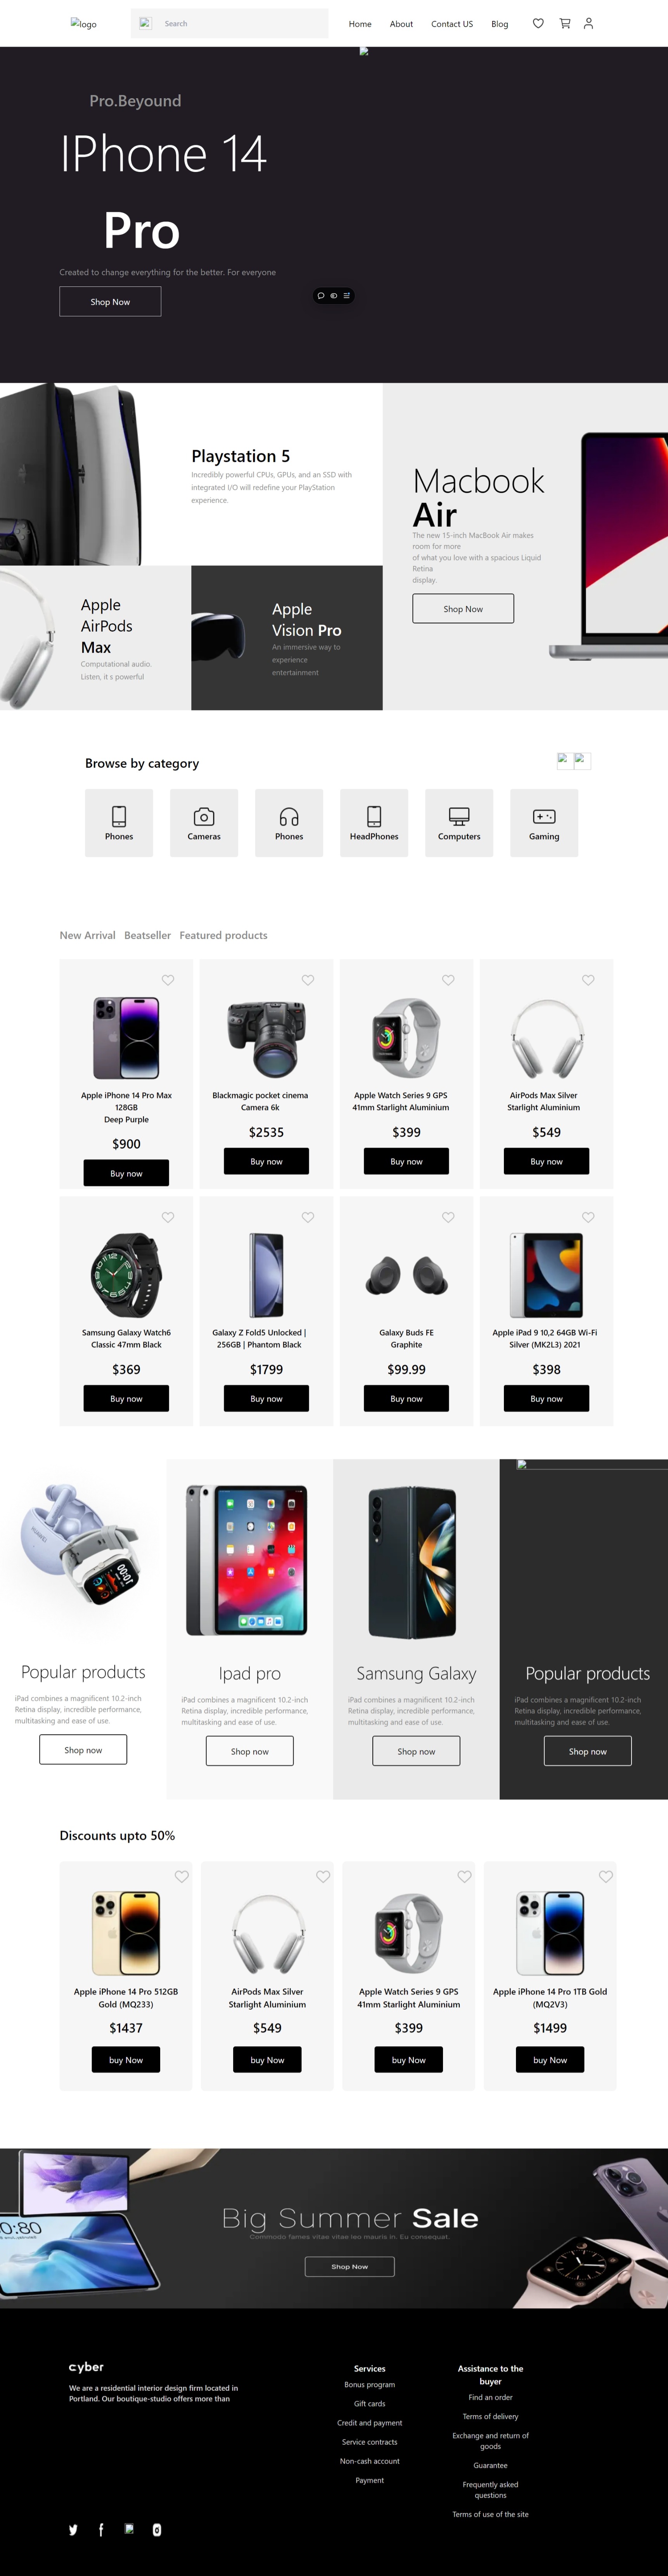 logo
Search
Home About Contact US Blog
Pro.Beyound
IPhone 14
Pro
Created to change everything for the better. For everyone
Shop Now
Playstation 5
Incredibly powerful CPUs, GPUs, and an SSD with
integrated I/O will redefine your PlayStation
experience.
Macbook
Air
The new 15-inch MacBook Air makes
room for more
of what you love with a spacious Liquid
Retina
display.
Shop Now
Apple
AirPods
Max
Computational audio.
Listen, it s powerful
Apple
Vision Pro
An immersive way to
experience
entertainment
Browse by category
Phones
Cameras
Phones
HeadPhones
Computers
Gaming
New Arrival Beatseller Featured products
Apple iPhone 14 Pro Max
128GB
Deep Purple
$900
Buy now
Blackmagic pocket cinema
Camera 6k
$2535
Buy now
Apple Watch Series 9 GPS
41mm Starlight Aluminium
$399
Buy now
AirPods Max Silver
Starlight Aluminium
$549
Buy now
Samsung Galaxy Watch6
Classic 47mm Black
$369
Buy now
Galaxy Z Fold5 Unlocked |
256GB | Phantom Black
$1799
Buy now
Galaxy Buds FE
Graphite
$99.99
Buy now
Apple iPad 9 10,2 64GB Wi-Fi
Silver (MK2L3) 2021
$398
Buy now
HUAWEI
00:01
Popular products
iPad combines a magnificent 10.2-inch
Retina display, incredible performance,
multitasking and ease of use.
Shop now
Ipad pro
iPad combines a magnificent 10.2-inch
Retina display, incredible performance,
multitasking and ease of use.
Shop now
Samsung Galaxy
iPad combines a magnificent 10.2-inch
Retina display, incredible performance,
multitasking and ease of use.
Shop now
Popular products
iPad combines a magnificent 10.2-inch
Retina display, incredible performance,
multitasking and ease of use.
Shop now
Discounts upto 50%
Apple iPhone 14 Pro 512GB
Gold (MQ233)
$1437
buy Now
AirPods Max Silver
Starlight Aluminium
$549
buy Now
Apple Watch Series 9 GPS
41mm Starlight Aluminium
$399
buy Now
Apple iPhone 14 Pro 1TB Gold
(MQ2V3)
$1499
buy Now
Big Summer Sale
Commodo fames vitae vitae leo mauris in. Eu consequat.
Shop Now
cyber
We are a residential interior design firm located in
Portland. Our boutique-studio offers more than
Services
Bonus program
Gift cards
Credit and payment
Service contracts
Non-cash account
Payment
Assistance to the
buyer
Find an order
Terms of delivery
Exchange and return of
goods
Guarantee
Frequently asked
questions
Terms of use of the site